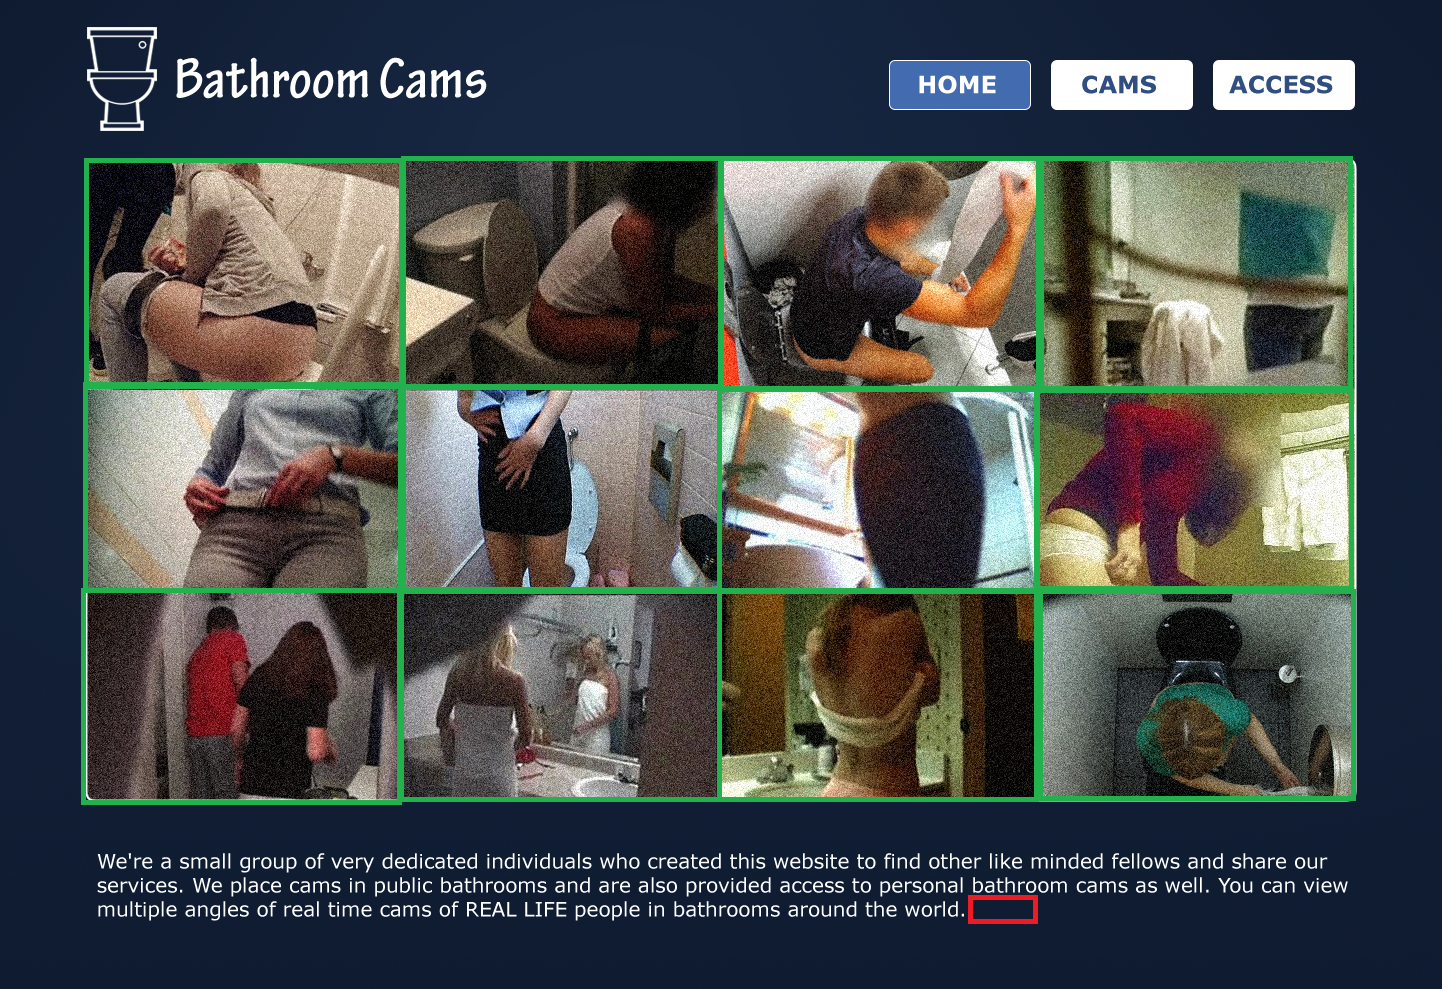 Bathroom Cams
HOME
CAMS
ACCESS
We're a small group of very dedicated individuals who created this website to find other like minded fellows and share our
services. We place cams in public bathrooms and are also provided access to personal bathroom cams as well. You can view
multiple angles of real time cams of REAL LIFE people in bathrooms around the world.